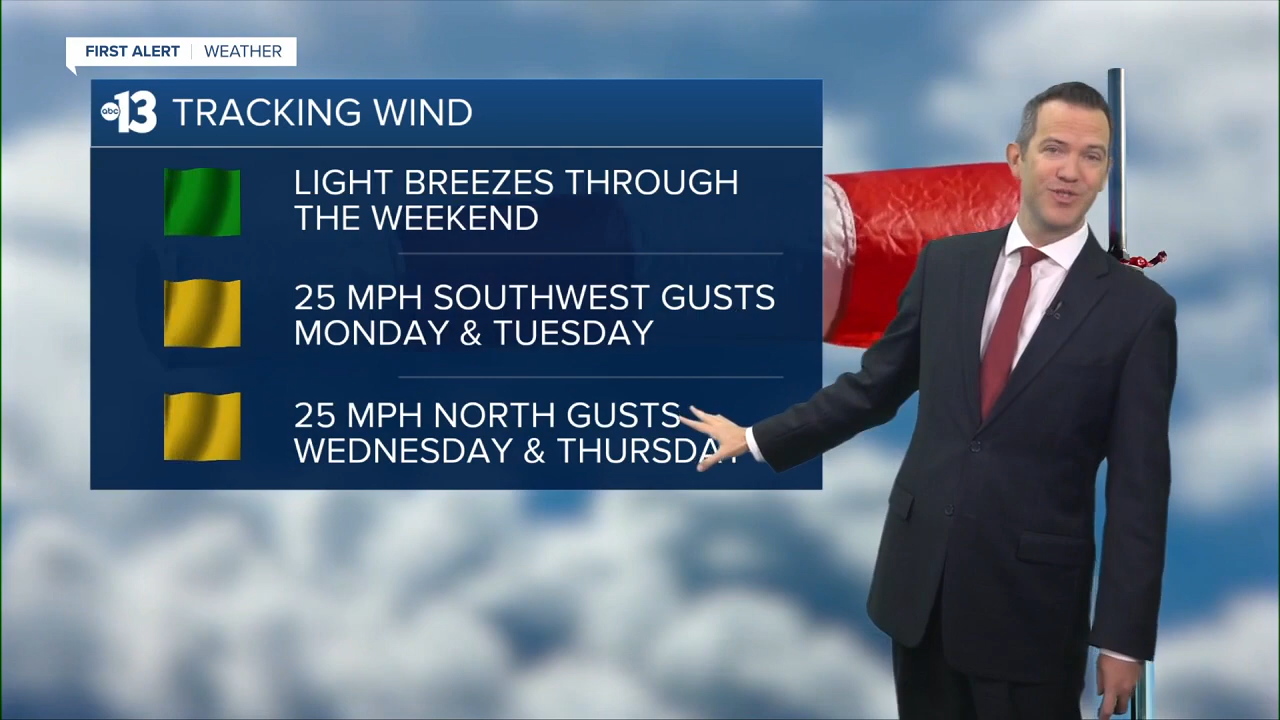 FIRST ALERT | WEATHER
abc 13 TRACKING WIND
LIGHT BREEZES THROUGH
THE WEEKEND
25 MPH SOUTHWEST GUSTS
MONDAY & TUESDAY
25 MPH NORTH GUSTS
WEDNESDAY & THURSDAY